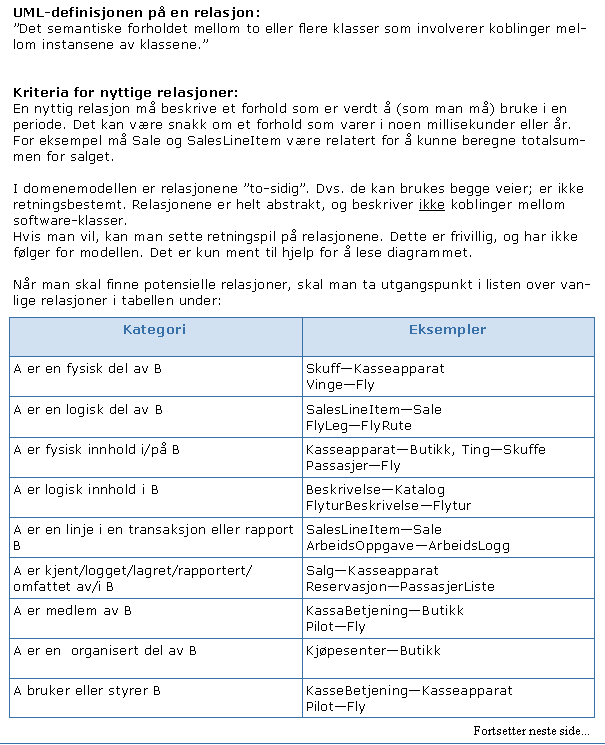 UML-definisjonen på en relasjon:
”Det semantiske forholdet mellom to eller flere klasser som involverer koblinger mel-
lom instansene av klassene.”
Kriteria for nyttige relasjoner:
En nyttig relasjon må beskrive et forhold som er verdt å (som man må) bruke i en
periode. Det kan være snakk om et forhold som varer i noen millisekunder eller år.
For eksempel må Sale og SalesLineItem være relatert for å kunne beregne totalsum-
men for salget.
I domenemodellen er relasjonene ”to-sidig”. Dvs. de kan brukes begge veier; er ikke
retningsbestemt. Relasjonene er helt abstrakt, og beskriver ikke koblinger mellom
software-klasser.
Hvis man vil, kan man sette retningspil på relasjonene. Dette er frivillig, og har ikke
følger for modellen. Det er kun ment til hjelp for å lese diagrammet.
Når man skal finne potensielle relasjoner, skal man ta utgangspunkt i listen over van-
lige relasjoner i tabellen under:
Kategori
Eksempler
A er en fysisk del av B
Skuff—Kasseapparat
Vinge—Fly
A er en logisk del av B
SalesLineItem—Sale
FlyLeg—FlyRute
A er fysisk innhold i/på B
Kasseapparat—Butikk, Ting—Skuffe
Passasjer—Fly
A er logisk innhold i B
Beskrivelse—Katalog
FlyturBeskrivelse—Flytur
A er en linje i en transaksjon eller rapport
B
SalesLineItem—Sale
ArbeidsOppgave—ArbeidsLogg
A er kjent/logget/lagret/rapportert/
omfattet av/i B
Salg—Kasseapparat
Reservasjon—PassasjerListe
A er medlem av B
KassaBetjening—Butikk
Pilot—Fly
A er en  organisert del av B
Kjøpesenter—Butikk
A bruker eller styrer B
KasseBetjening—Kasseapparat
Pilot—Fly
Fortsetter neste side...